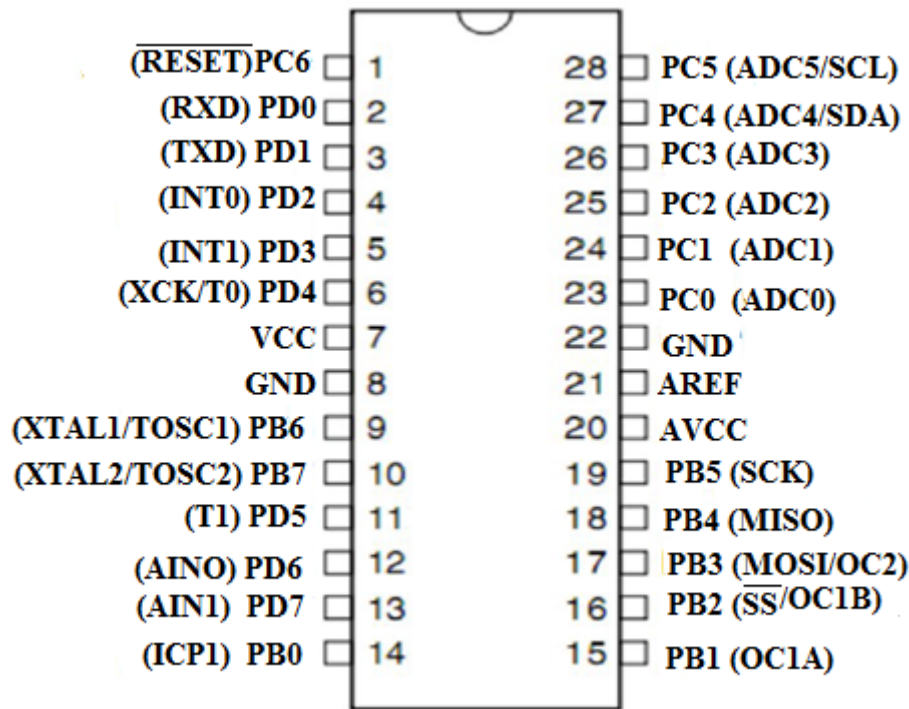 (RESET)PC6 1 28 PC5 (ADC5/SCL)
(RXD) PD0 2 27 PC4 (ADC4/SDA)
(TXD) PD1 3 26 PC3 (ADC3)
(INT0) PD2 4 25 PC2 (ADC2)
(INT1) PD3 5 24 PC1 (ADC1)
(XCK/T0) PD4 6 23 PC0 (ADC0)
VCC 7 22 GND
GND 8 21 AREF
(XTAL1/TOSC1) PB6 9 20 AVCC
(XTAL2/TOSC2) PB7 10 19 PB5 (SCK)
(T1) PD5 11 18 PB4 (MISO)
(AINO) PD6 12 17 PB3 (MOSI/OC2)
(AIN1) PD7 13 16 PB2 (SS/OC1B)
(ICP1) PB0 14 15 PB1 (OC1A)